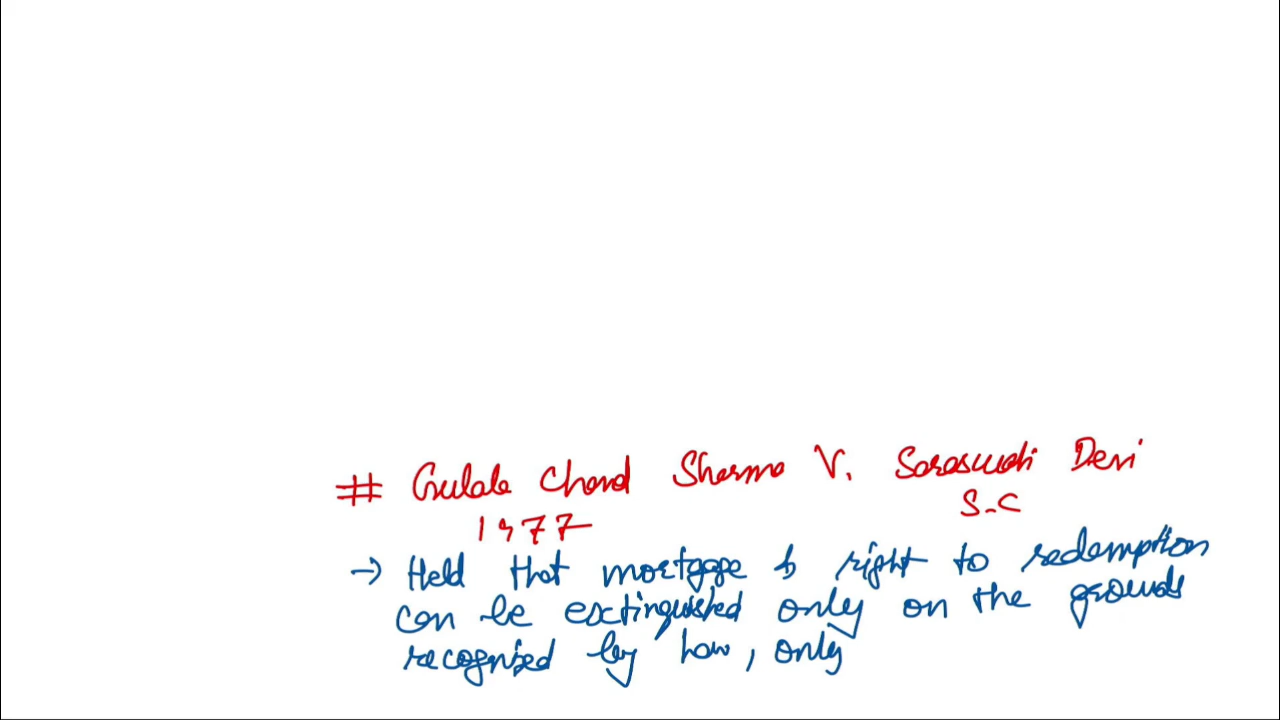 # Gulab Chand Sharma V. Saraswati Devi
1977 S.C
→ Held that mortgage & right to redemption
can be extinguished only on the grounds
recognised by law, only